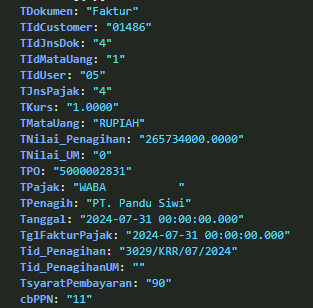 TDokumen: "Faktur"
TIdCustomer: "01486"
TIdJnsDok: "4"
TIdMataUang: "1"
TIdUser: "05"
TJnsPajak: "4"
TKurs: "1.0000"
TMataUang: "RUPIAH"
TNilai_Penagihan: "265734000.0000"
TNilai_UM: "0"
TPO: "5000002831"
TPajak: "WABA           "
TPenagih: "PT. Pandu Siwi"
Tanggal: "2024-07-31 00:00:00.000"
TglFakturPajak: "2024-07-31 00:00:00.000"
Tid_Penagihan: "3029/KRR/07/2024"
Tid_PenagihanUM: ""
TsyaratPembayaran: "90"
cbPPN: "11"